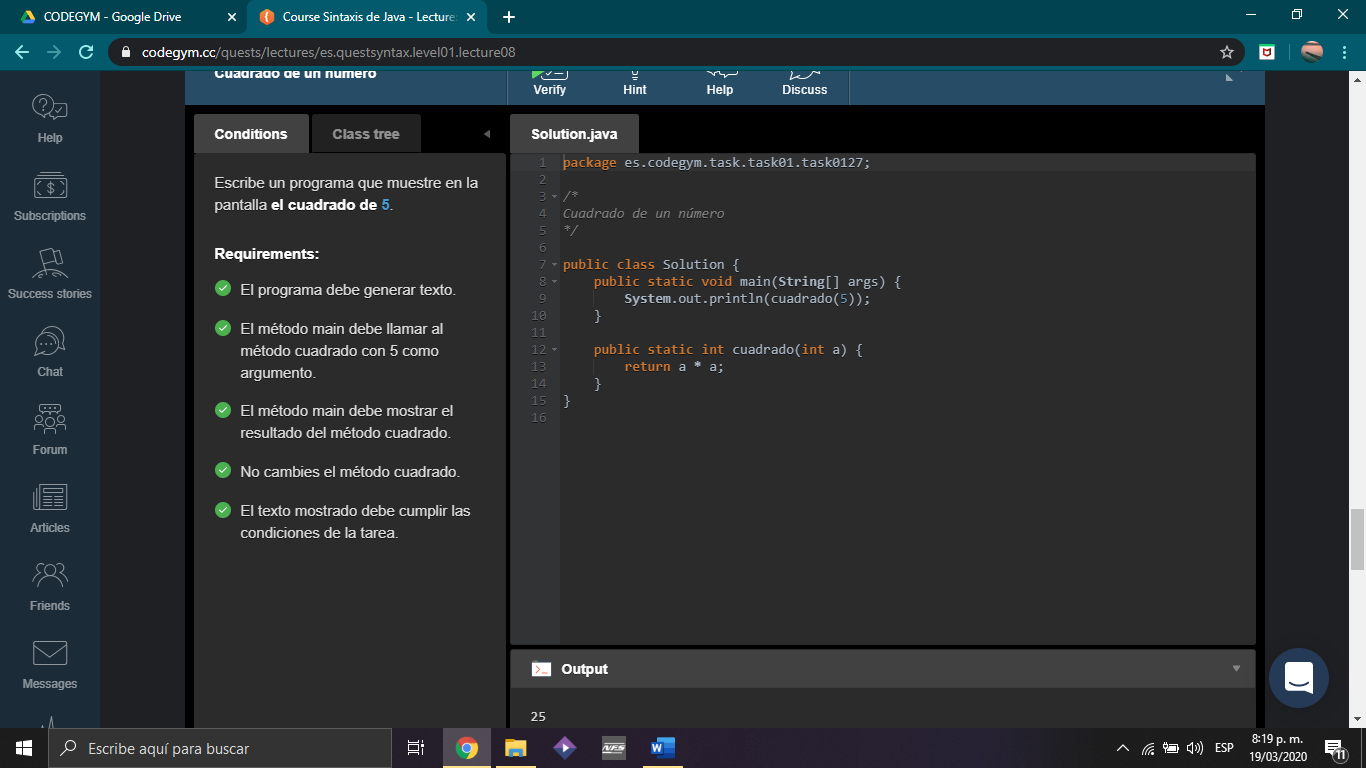 CODEGYM - Google Drive
Course Sintaxis de Java - Lecture:
codegym.cc/quests/lectures/es.questsyntax.level01.lecture08
Cuadrado de un número
Verify
Hint
Help
Discuss
Help
Subscriptions
Success stories
Chat
Forum
Articles
Friends
Messages
Conditions
Class tree
Escribe un programa que muestre en la
pantalla el cuadrado de 5.
Requirements:
El programa debe generar texto.
El método main debe llamar al
método cuadrado con 5 como
argumento.
El método main debe mostrar el
resultado del método cuadrado.
No cambies el método cuadrado.
El texto mostrado debe cumplir las
condiciones de la tarea.
Solution.java
1 package es.codegym.task.task01.task0127;
2
3 /*
4 Cuadrado de un número
5 */
6
7 public class Solution {
8 public static void main(String[] args) {
9 System.out.println(cuadrado(5));
10 }
11
12 public static int cuadrado(int a) {
13 return a * a;
14 }
15 }
16
Output
25
Escribe aquí para buscar
NFS
ESP
8:19 p. m.
19/03/2020
11